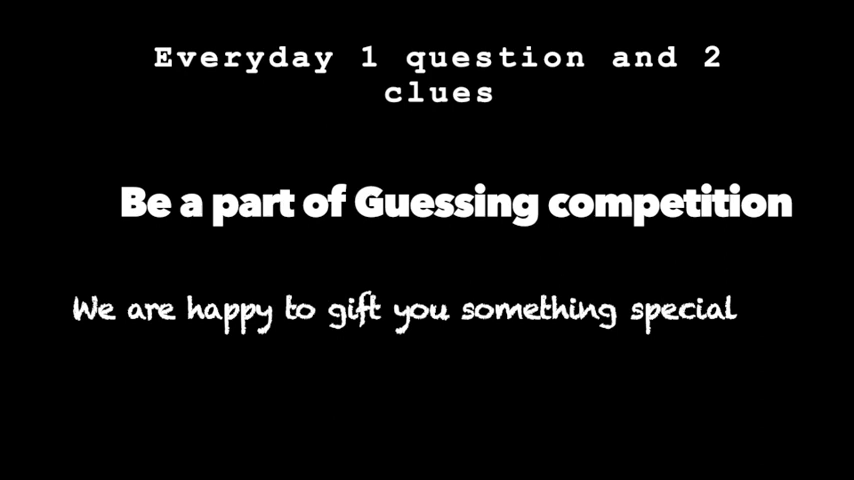 Everyday 1 question and 2
clues
Be a part of Guessing competition
We are happy to gift you something special